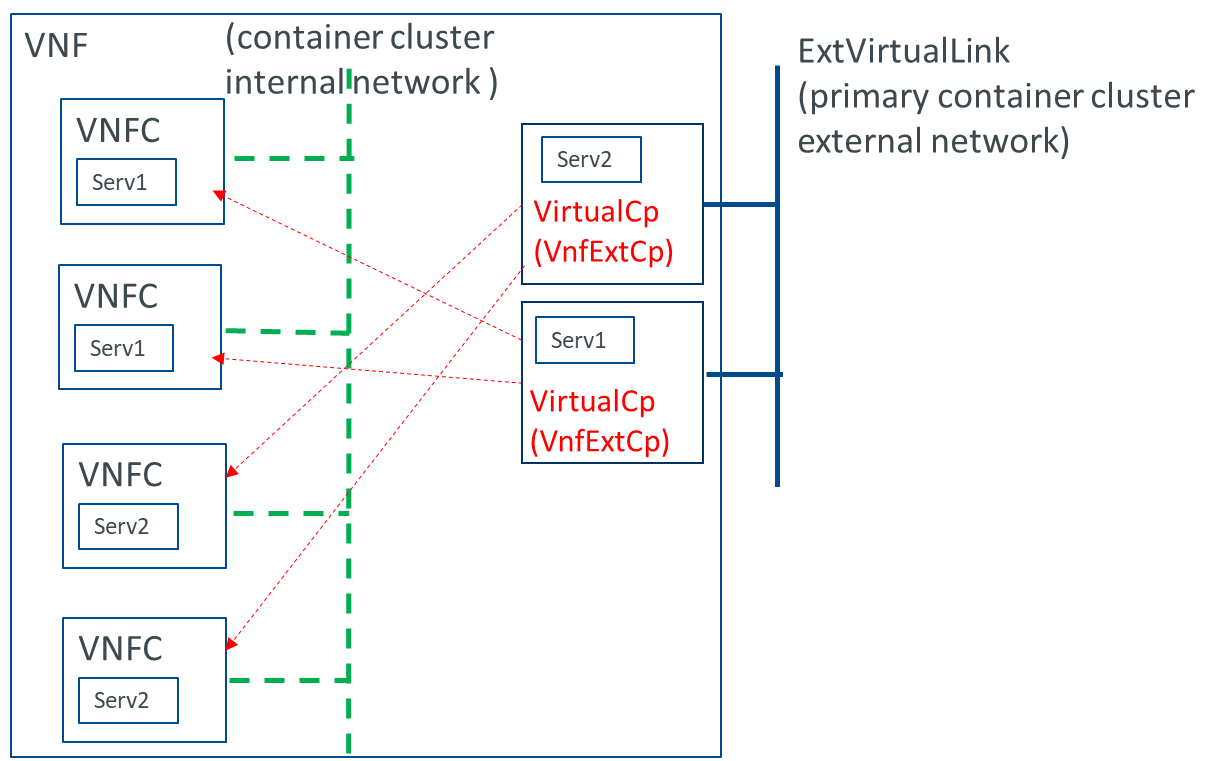 VNF
(container cluster
internal network )
VNFC
Serv1
VNFC
Serv1
VNFC
Serv2
VNFC
Serv2
Serv2
VirtualCp
(VnfExtCp)
Serv1
VirtualCp
(VnfExtCp)
ExtVirtualLink
(primary container cluster
external network)